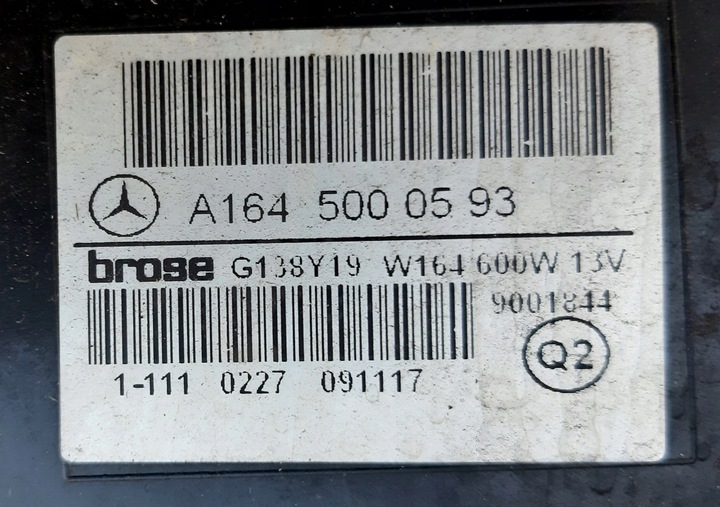 A164 500 05 93
brose G138Y19 W164 600W 13V
9001844
Q2
1-111 0227 091117